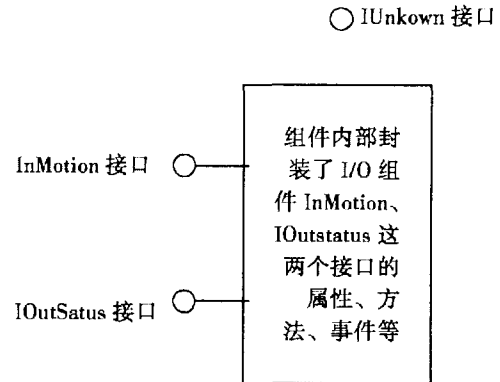 IUnkown 接口
组件内部封
装了 I/O 组
InMotion 接口
件 InMotion、
IOutstatus 这
两个接口的
属性、方
IOutSatus 接口
法、事件等